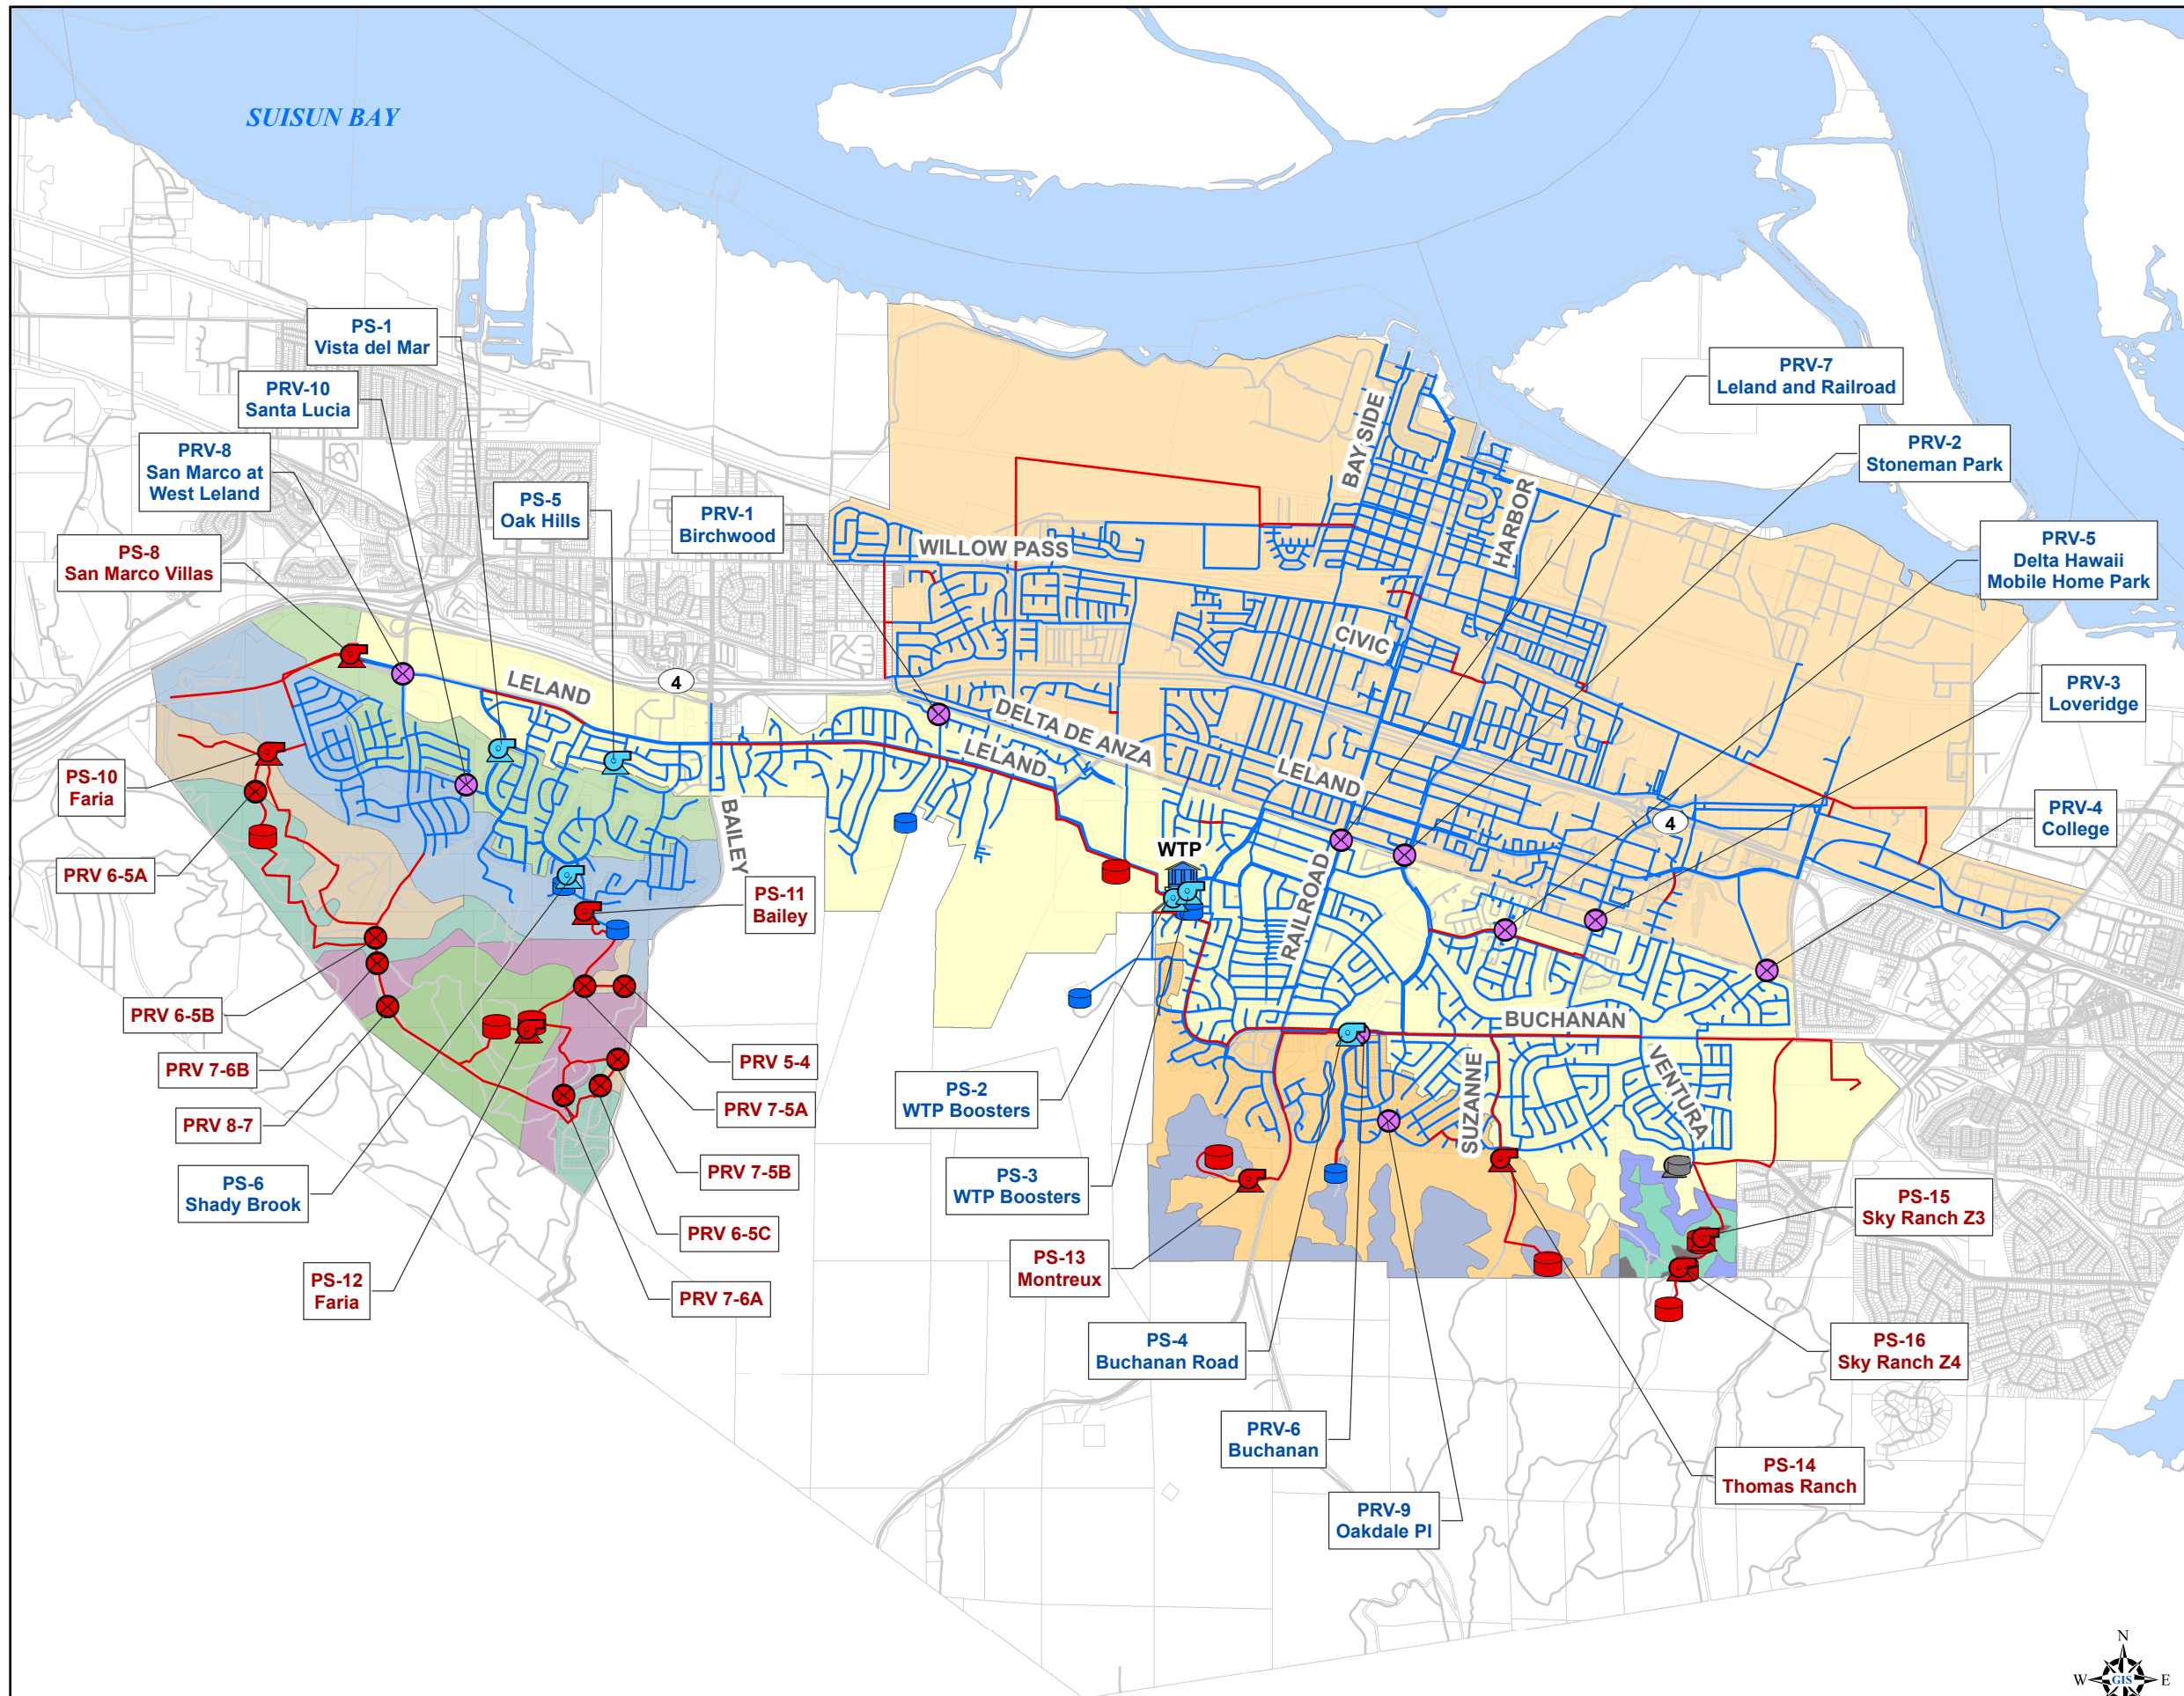 SUISUN BAY
PS-1
Vista del Mar
PRV-10
Santa Lucia
PRV-8
San Marco at
West Leland
PS-8
San Marco Villas
PS-5
Oak Hills
PRV-1
Birchwood
PRV-7
Leland and Railroad
PRV-2
Stoneman Park
PRV-5
Delta Hawaii
Mobile Home Park
PRV-3
Loveridge
PRV-4
College
BAY SIDE
HARBOR
WILLOW PASS
CIVIC
LELAND
4
DELTA DE ANZA
LELAND
LELAND
4
BAILEY
WTP
RAILROAD
BUCHANAN
SUZANNE
VENTURA
PS-10
Faria
PRV 6-5A
PS-11
Bailey
PRV 6-5B
PRV 7-6B
PRV 8-7
PS-6
Shady Brook
PS-12
Faria
PRV 5-4
PRV 7-5A
PRV 7-5B
PRV 6-5C
PRV 7-6A
PS-2
WTP Boosters
PS-3
WTP Boosters
PS-13
Montreux
PS-4
Buchanan Road
PRV-6
Buchanan
PRV-9
Oakdale Pl
PS-15
Sky Ranch Z3
PS-16
Sky Ranch Z4
PS-14
Thomas Ranch
N
W GIS E